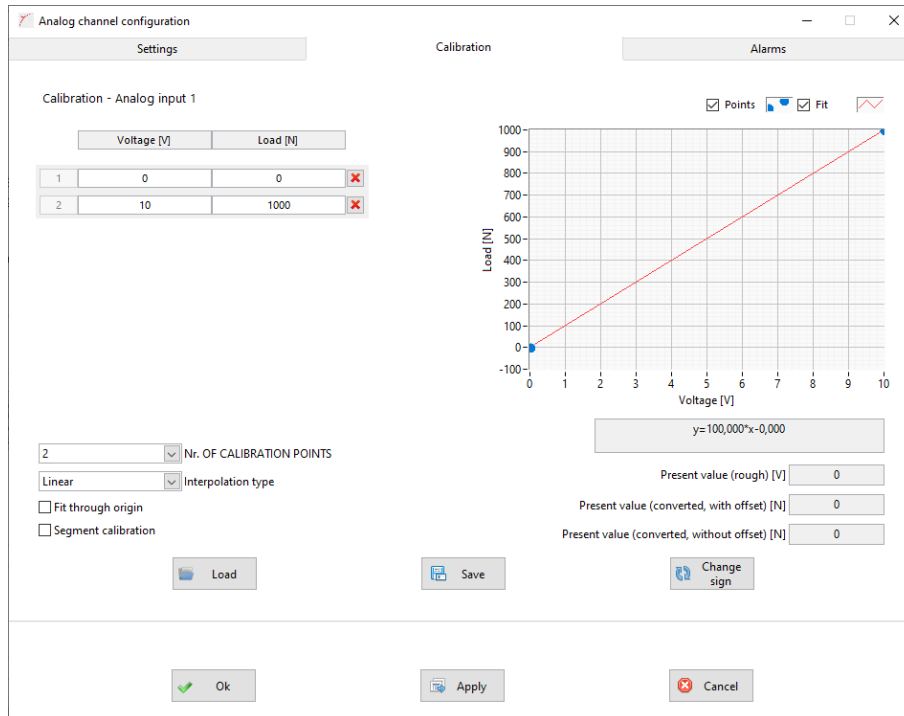 Analog channel configuration
Settings
Calibration
Alarms
Calibration - Analog input 1
Voltage [V] Load [N]
1 0 0
2 10 1000
Points Fit
1000
900
800
700
600
500
400
300
200
100
0
-100
Load [N]
0 1 2 3 4 5 6 7 8 9 10
Voltage [V]
y=100,000*x-0,000
2 Nr. OF CALIBRATION POINTS
Linear Interpolation type
Fit through origin
Segment calibration
Present value (rough) [V] 0
Present value (converted, with offset) [N] 0
Present value (converted, without offset) [N] 0
Load
Save
Change
sign
Ok
Apply
Cancel